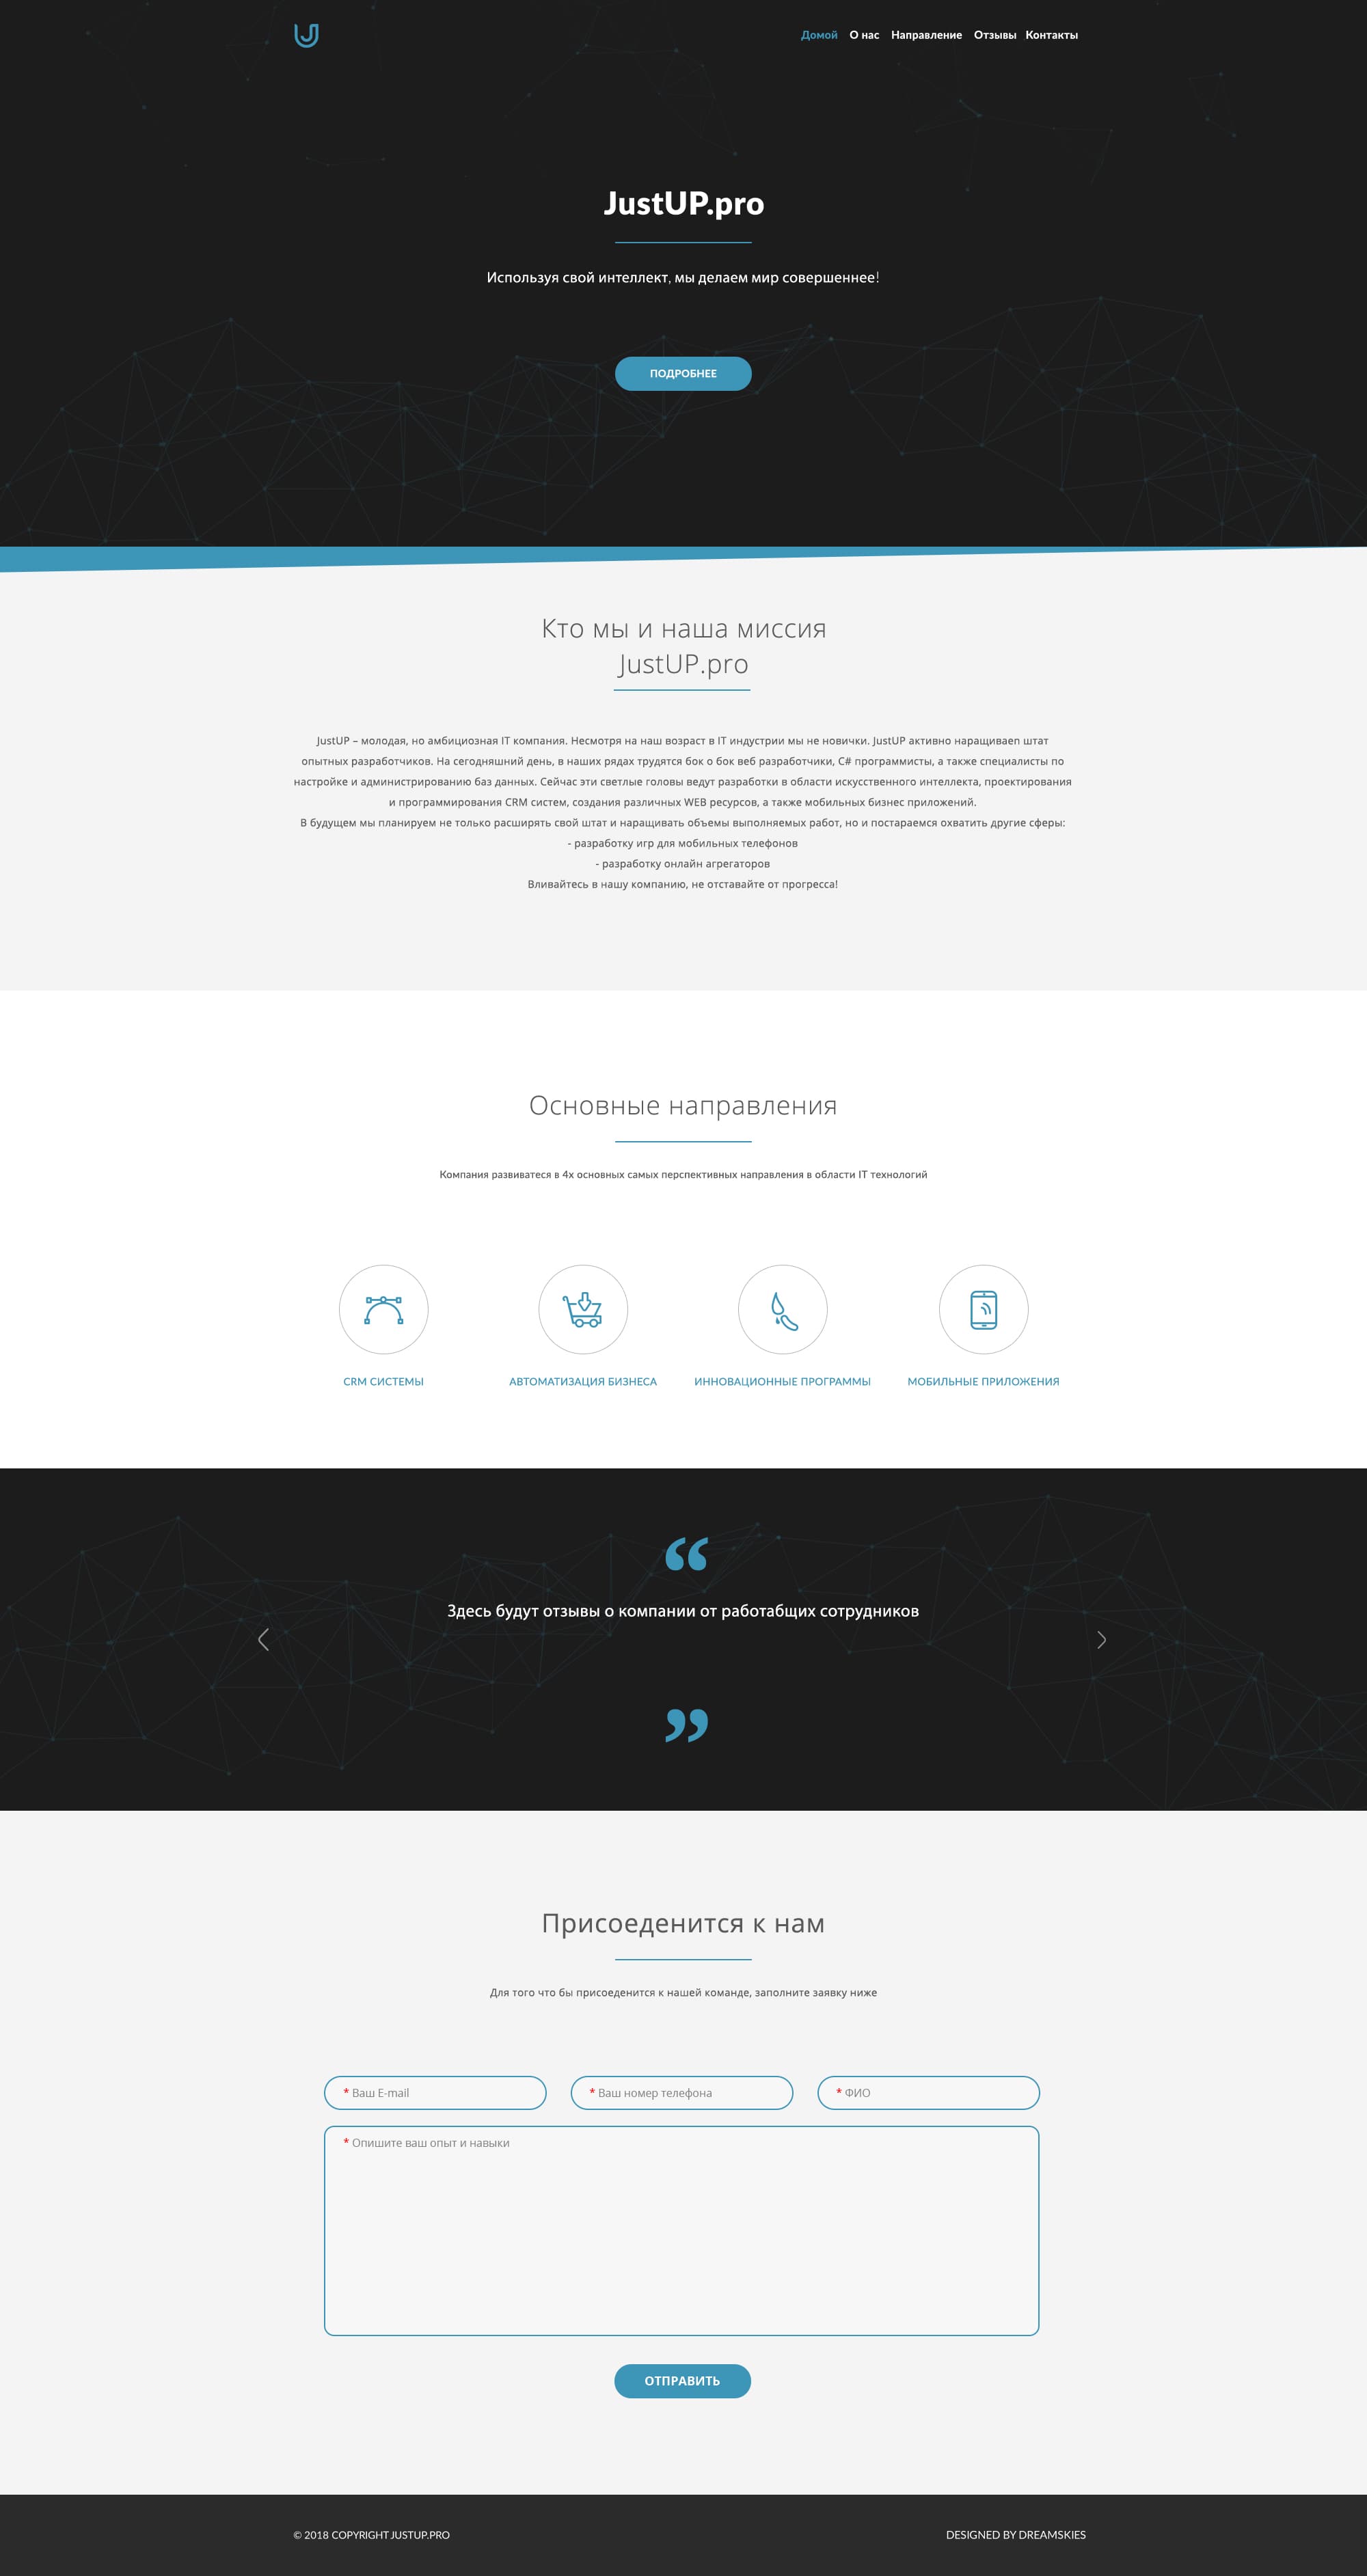 Домой О нас Направление Отзывы Контакты
JustUP.pro
Используя свой интеллект, мы делаем мир совершеннее!
ПОДРОБНЕЕ
Кто мы и наша миссия
JustUP.pro
JustUP – молодая, но амбициозная IT компания. Несмотря на наш возраст в IT индустрии мы не новички. JustUP активно наращиваеп штат
опытных разработчиков. На сегодняшний день, в наших рядах трудятся бок о бок веб разработчики, C# программисты, а также специалисты по
настройке и администрированию баз данных. Сейчас эти светлые головы ведут разработки в области искусственного интеллекта, проектирования
и программирования CRM систем, создания различных WEB ресурсов, а также мобильных бизнес приложений.
В будущем мы планируем не только расширять свой штат и наращивать объемы выполняемых работ, но и постараемся охватить другие сферы:
- разработку игр для мобильных телефонов
- разработку онлайн агрегаторов
Вливайтесь в нашу компанию, не отставайте от прогресса!
Основные направления
Компания развиватеся в 4х основных самых перспективных направления в области IT технологий
CRM СИСТЕМЫ
АВТОМАТИЗАЦИЯ БИЗНЕСА
ИННОВАЦИОННЫЕ ПРОГРАММЫ
МОБИЛЬНЫЕ ПРИЛОЖЕНИЯ
“
Здесь будут отзывы о компании от работабщих сотрудников
”
Присоеденится к нам
Для того что бы присоеденится к нашей команде, заполните заявку ниже
* Ваш E-mail
* Ваш номер телефона
* ФИО
* Опишите ваш опыт и навыки
ОТПРАВИТЬ
© 2018 COPYRIGHT JUSTUP.PRO
DESIGNED BY DREAMSKIES